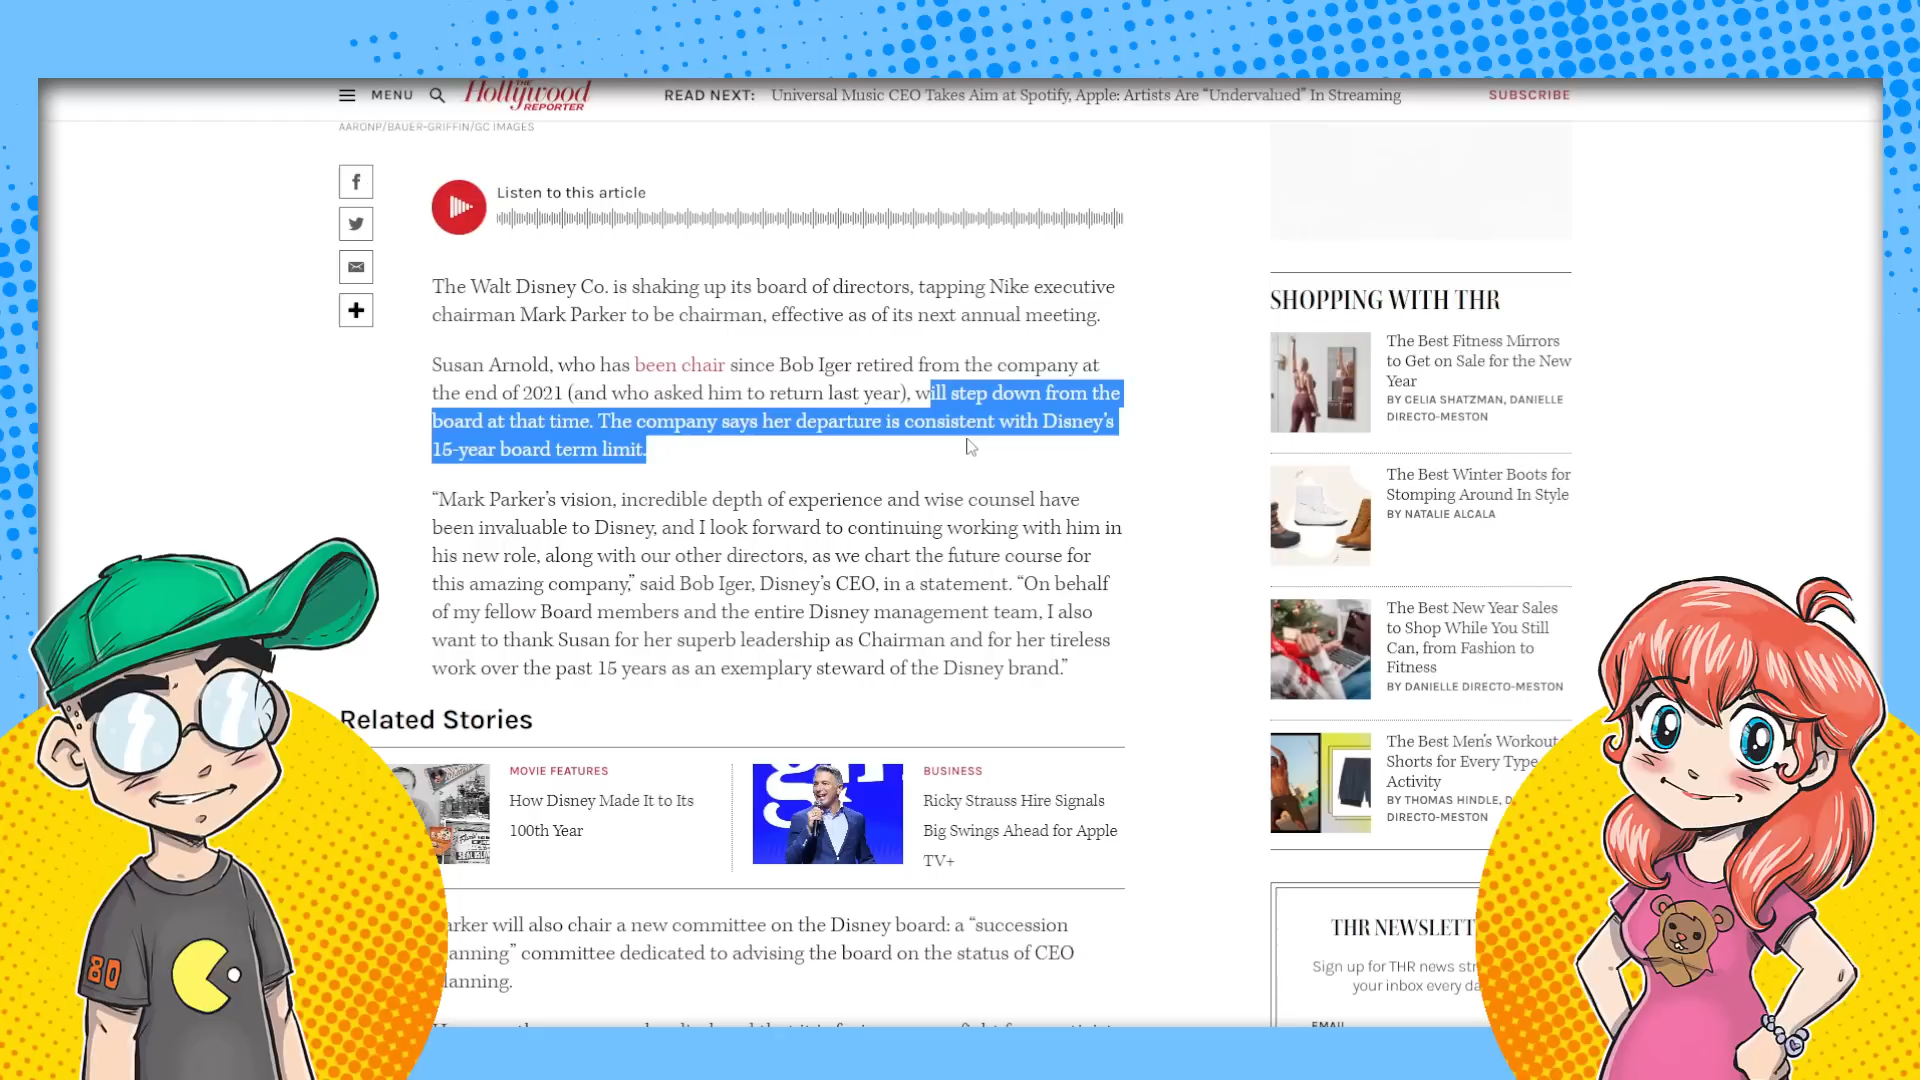 MENU
THE
Hollywood
REPORTER
READ NEXT: Universal Music CEO Takes Aim at Spotify, Apple: Artists Are “Undervalued” In Streaming
SUBSCRIBE
AARONP/BAUER-GRIFFIN/GC IMAGES
Listen to this article
The Walt Disney Co. is shaking up its board of directors, tapping Nike executive
chairman Mark Parker to be chairman, effective as of its next annual meeting.
Susan Arnold, who has been chair since Bob Iger retired from the company at
the end of 2021 (and who asked him to return last year), will step down from the
board at that time. The company says her departure is consistent with Disney’s
15-year board term limit.
“Mark Parker’s vision, incredible depth of experience and wise counsel have
been invaluable to Disney, and I look forward to continuing working with him in
his new role, along with our other directors, as we chart the future course for
this amazing company,” said Bob Iger, Disney’s CEO, in a statement. “On behalf
of my fellow Board members and the entire Disney management team, I also
want to thank Susan for her superb leadership as Chairman and for her tireless
work over the past 15 years as an exemplary steward of the Disney brand.”
Related Stories
MOVIE FEATURES
How Disney Made It to Its
100th Year
BUSINESS
Ricky Strauss Hire Signals
Big Swings Ahead for Apple
TV+
arker will also chair a new committee on the Disney board: a “succession
anning” committee dedicated to advising the board on the status of CEO
lanning.
SHOPPING WITH THR
The Best Fitness Mirrors
to Get on Sale for the New
Year
BY CELIA SHATZMAN, DANIELLE
DIRECTO-MESTON
The Best Winter Boots for
Stomping Around In Style
BY NATALIE ALCALA
The Best New Year Sales
to Shop While You Still
Can, from Fashion to
Fitness
BY DANIELLE DIRECTO-MESTON
The Best Men’s Workout
Shorts for Every Type
Activity
BY THOMAS HINDLE, D
DIRECTO-MESTON
THR NEWSLETT
Sign up for THR news str
your inbox every da
EMAIL
80